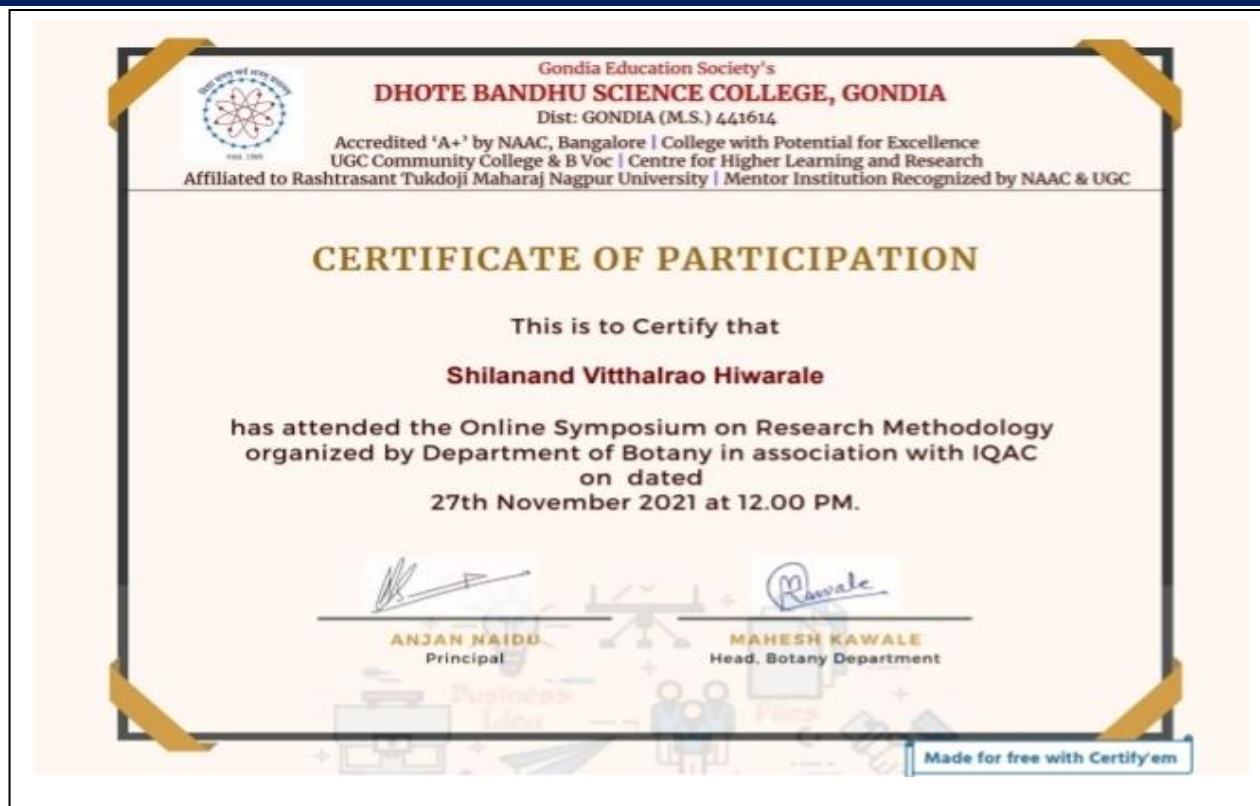 Gondia Education Society's
DHOTE BANDHU SCIENCE COLLEGE, GONDIA
Dist: GONDIA (M.S.) 441614
Accredited ‘A+’ by NAAC, Bangalore | College with Potential for Excellence
UGC Community College & B Voc | Centre for Higher Learning and Research
Affiliated to Rashtrasant Tukdoji Maharaj Nagpur University | Mentor Institution Recognized by NAAC & UGC
CERTIFICATE OF PARTICIPATION
This is to Certify that
Shilanand Vitthalrao Hiwarale
has attended the Online Symposium on Research Methodology
organized by Department of Botany in association with IQAC
on dated
27th November 2021 at 12.00 PM.
ANJAN NAIDU
Principal
MAHESH KAWALE
Head, Botany Department
Business
Idea
Files
Made for free with Certify'em